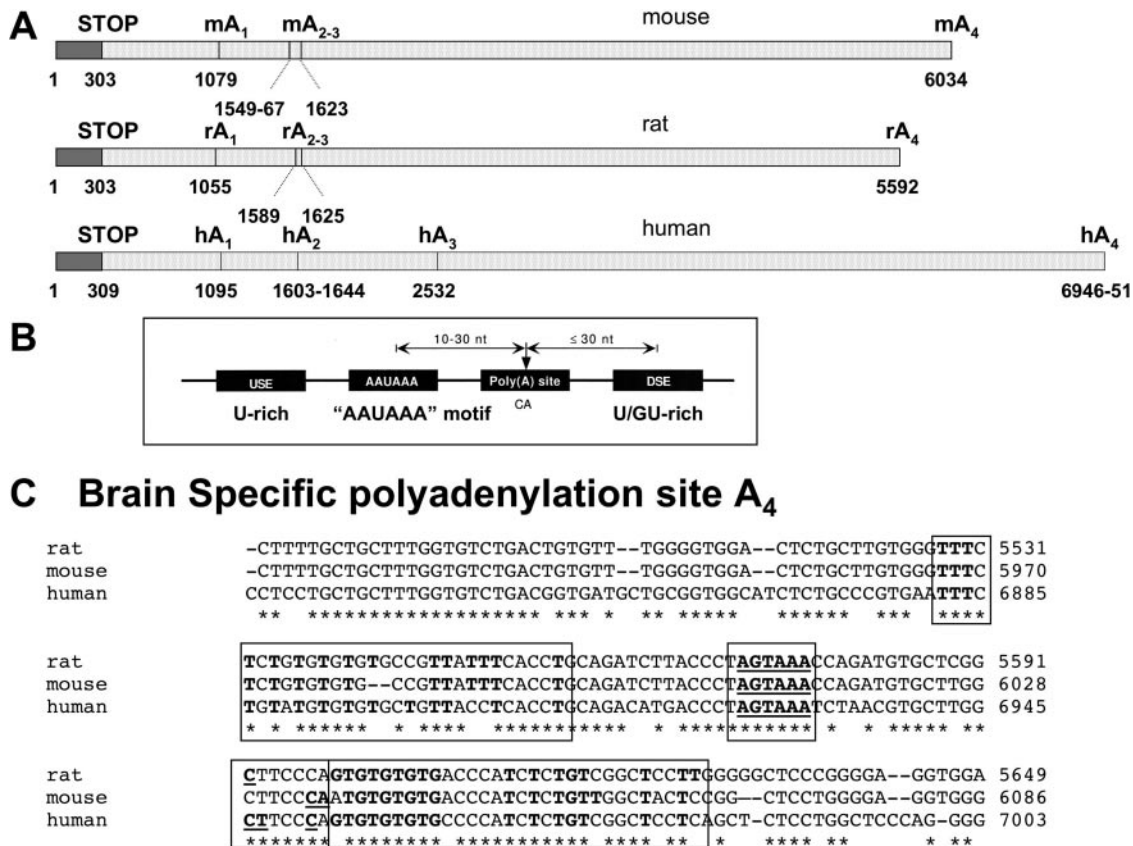 A
STOP mA1 mA2-3 mouse mA4
1 303 1079 6034
1549-67 1623
STOP rA1 rA2-3 rat rA4
1 303 1055 5592
1589 1625
STOP hA1 hA2 hA3 human hA4
1 309 1095 1603-1644 2532 6946-51
B
10-30 nt ≤ 30 nt
USE AAUAAA Poly(A) site DSE
CA
U-rich "AAUAAA" motif U/GU-rich
C Brain Specific polyadenylation site A4
rat -CTTTTGCTGCTTTGGTGTCTGACTGTGTT--TGGGGTGGA--CTCTGCTTGTGGGTTTC 5531
mouse -CTTTTGCTGCTTTGGTGTCTGACTGTGTT--TGGGGTGGA--CTCTGCTTGTGGGTTTC 5970
human CCTCCTGCTGCTTTGGTGTCTGACGGTGATGCTGCGGTGGCATCTCTGCCCGTGAATTTC 6885
** ****************** *** * *** ***** ****** *** ****
rat TCTGTGTGTGTGCCGTTATTTCACCTGCAGATCTTACCCTAGTAAACCAGATGTGCTCGG 5591
mouse TCTGTGTGTG--CCGTTATTTCACCTGCAGATCTTACCCTAGTAAACCAGATGTGCTTGG 6028
human TGTATGTGTGTGCTGTTACCTCACCTGCAGACATGACCCTAGTAAATCTAACGTGCTTGG 6945
* * ****** * **** *********** * *********** * * ***** **
rat CTTCCCAGTGTGTGTGACCCATCTCTGTCGGCTCCTTGGGGGCTCCCGGGGA--GGTGGA 5649
mouse CTTCCCAATGTGTGTGACCCATCTCTGTTGGCTACTCCGG--CTCCTGGGGA--GGTGGG 6086
human CTTCCCAGTGTGTGTGCCCCATCTCTGTCGGCTCCTCAGCT-CTCCTGGCTCCCAG-GGG 7003
******* ******** *********** **** ** * **** ** * **